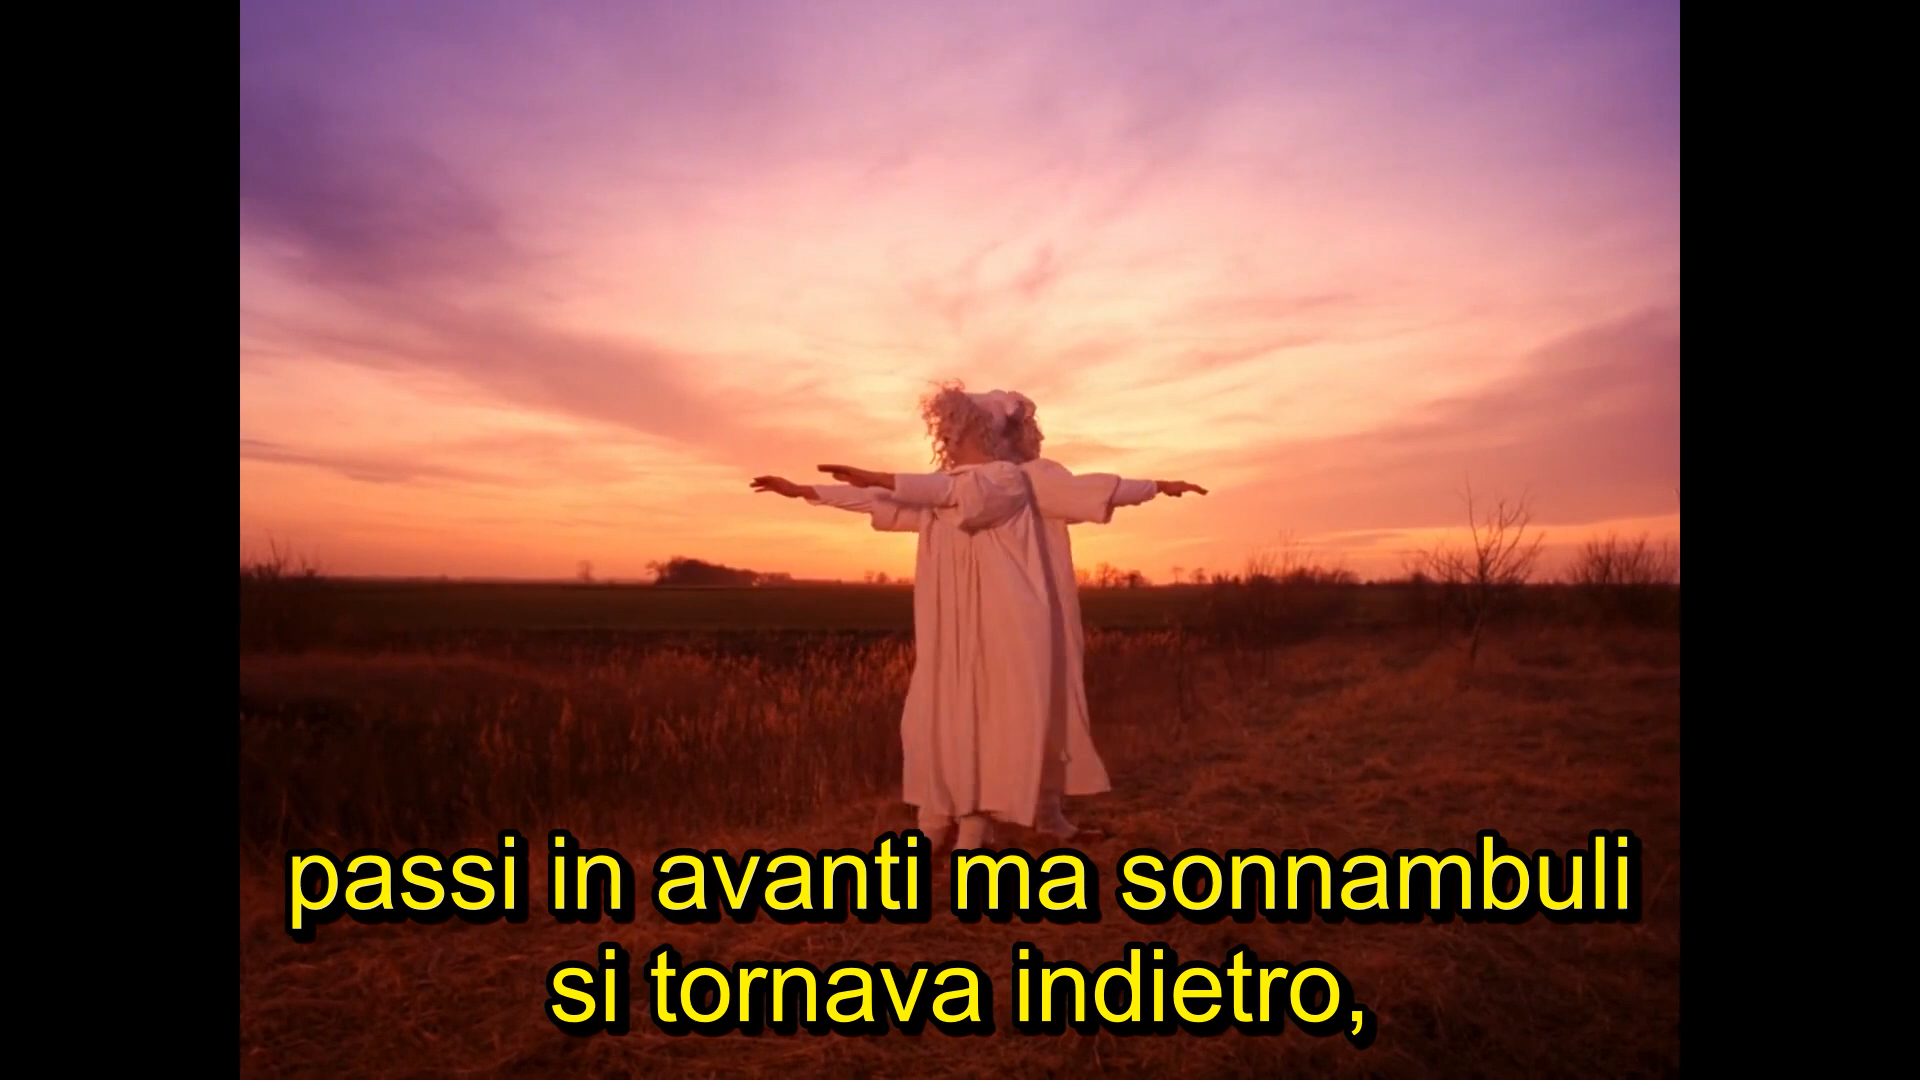 passi in avanti ma sonnambuli
si tornava indietro,